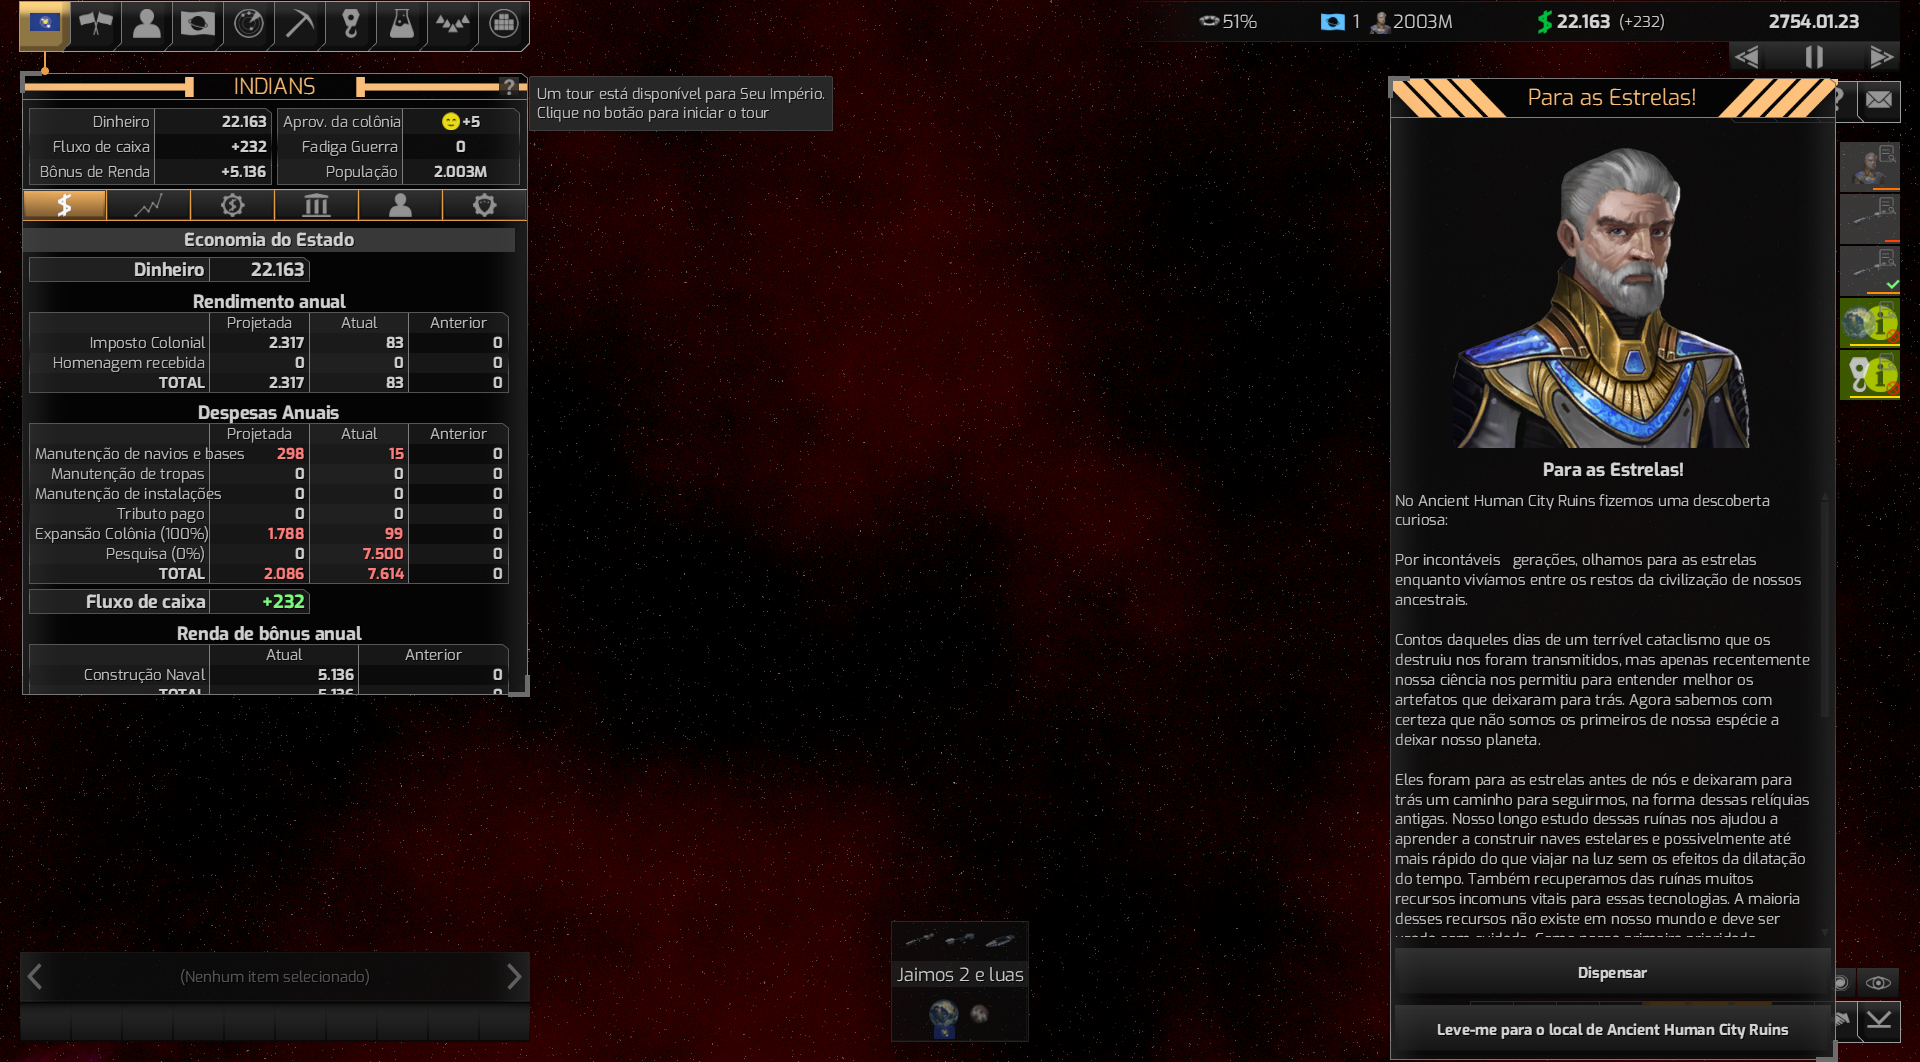 51%
1
2003M
22.163 (+232)
2754.01.23
INDIANS
?
Um tour está disponível para Seu Império.
Clique no botão para iniciar o tour
Dinheiro 22.163 Aprov. da colônia +5
Fluxo de caixa +232 Fadiga Guerra 0
Bônus de Renda +5.136 População 2.003M
Economia do Estado
Dinheiro 22.163
Rendimento anual
Projetada Atual Anterior
Imposto Colonial 2.317 83 0
Homenagem recebida 0 0 0
TOTAL 2.317 83 0
Despesas Anuais
Projetada Atual Anterior
Manutenção de navios e bases 298 15 0
Manutenção de tropas 0 0 0
Manutenção de instalações 0 0 0
Tributo pago 0 0 0
Expansão Colônia (100%) 1.788 99 0
Pesquisa (0%) 0 7.500 0
TOTAL 2.086 7.614 0
Fluxo de caixa +232
Renda de bônus anual
Atual Anterior
Construção Naval 5.136 0
TOTAL 5.136 0
(Nenhum item selecionado)
Jaimos 2 e luas
Para as Estrelas!
Para as Estrelas!
No Ancient Human City Ruins fizemos uma descoberta
curiosa:
Por incontáveis gerações, olhamos para as estrelas
enquanto vivíamos entre os restos da civilização de nossos
ancestrais.
Contos daqueles dias de um terrível cataclismo que os
destruiu nos foram transmitidos, mas apenas recentemente
nossa ciência nos permitiu para entender melhor os
artefatos que deixaram para trás. Agora sabemos com
certeza que não somos os primeiros de nossa espécie a
deixar nosso planeta.
Eles foram para as estrelas antes de nós e deixaram para
trás um caminho para seguirmos, na forma dessas relíquias
antigas. Nosso longo estudo dessas ruínas nos ajudou a
aprender a construir naves estelares e possivelmente até
mais rápido do que viajar na luz sem os efeitos da dilatação
do tempo. Também recuperamos das ruínas muitos
recursos incomuns vitais para essas tecnologias. A maioria
desses recursos não existe em nosso mundo e deve ser
Dispensar
Leve-me para o local de Ancient Human City Ruins